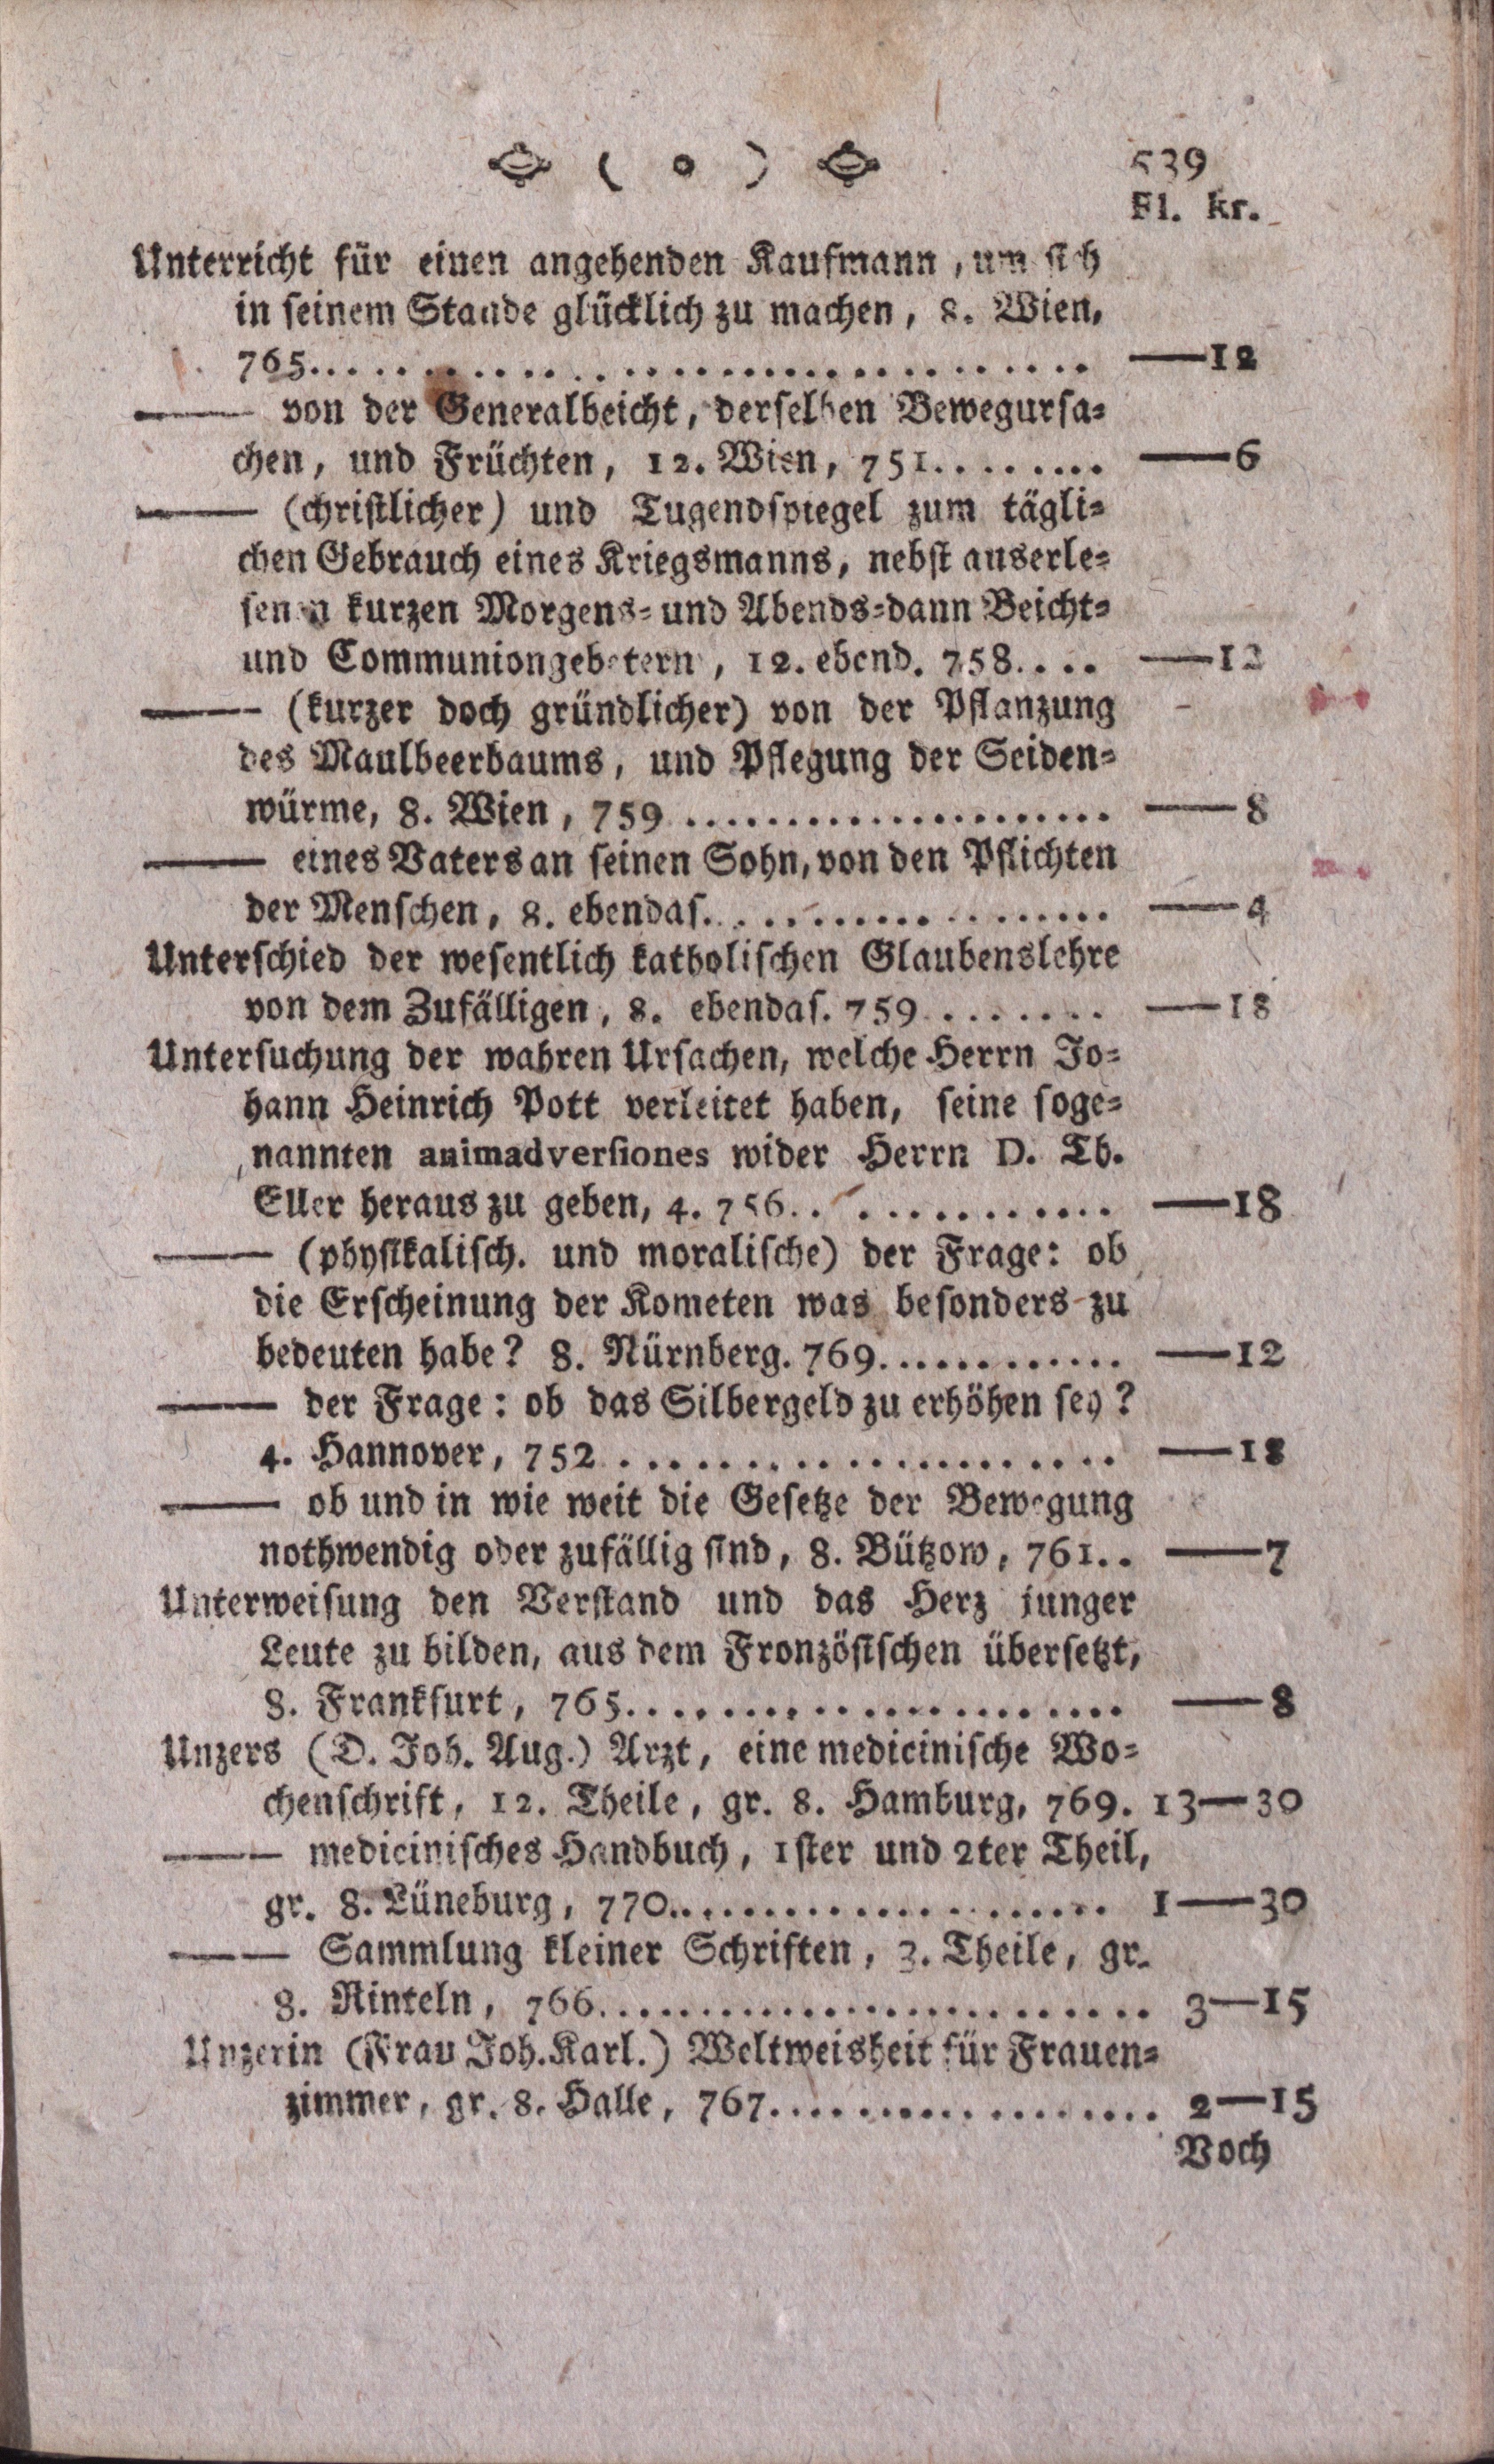 ( o ) 539
Fl. kr.
Unterricht für einen angehenden Kaufmann, um sich
in seinem Stande glücklich zu machen, 8. Wien,
765.................................. —12
—— von der Generalbeicht, derselben Bewegursa=
chen, und Früchten, 12. Wien, 751........ —6
—— (christlicher) und Tugendspiegel zum tägli=
chen Gebrauch eines Kriegsmanns, nebst auserle=
senen kurzen Morgens= und Abends=dann Beicht=
und Communiongebetern, 12. ebend. 758.... —12
—— (kurzer doch gründlicher) von der Pflanzung
des Maulbeerbaums, und Pflegung der Seiden=
würme, 8. Wien, 759 .................... —8
—— eines Vaters an seinen Sohn, von den Pflichten
der Menschen, 8. ebendas................... —4
Unterschied der wesentlich katholischen Glaubenslehre
von dem Zufälligen, 8. ebendas. 759........ —18
Untersuchung der wahren Ursachen, welche Herrn Jo=
hann Heinrich Pott verleitet haben, seine soge=
nannten animadversiones wider Herrn D. Th.
Eller heraus zu geben, 4. 756.............. —18
—— (physikalisch. und moralische) der Frage: ob
die Erscheinung der Kometen was besonders zu
bedeuten habe? 8. Nürnberg. 769............ —12
—— der Frage: ob das Silbergeld zu erhöhen sey?
4. Hannover, 752 ..................... —18
—— ob und in wie weit die Gesetze der Bewegung
nothwendig oder zufällig sind, 8. Bützow, 761.. —7
Unterweisung den Verstand und das Herz junger
Leute zu bilden, aus dem Fronzösischen übersetzt,
8. Frankfurt, 765..................... —8
Unzers (D. Joh. Aug.) Arzt, eine medicinische Wo=
chenschrift, 12. Theile, gr. 8. Hamburg, 769. 13—30
—— medicinisches Handbuch, 1ster und 2ter Theil,
gr. 8. Lüneburg, 770..................... 1—30
—— Sammlung kleiner Schriften, 3. Theile, gr.
8. Rinteln, 766......................... 3—15
Unzerin (Frau Joh. Karl.) Weltweisheit für Frauen=
zimmer, gr. 8. Halle, 767.................. 2—15
Voch